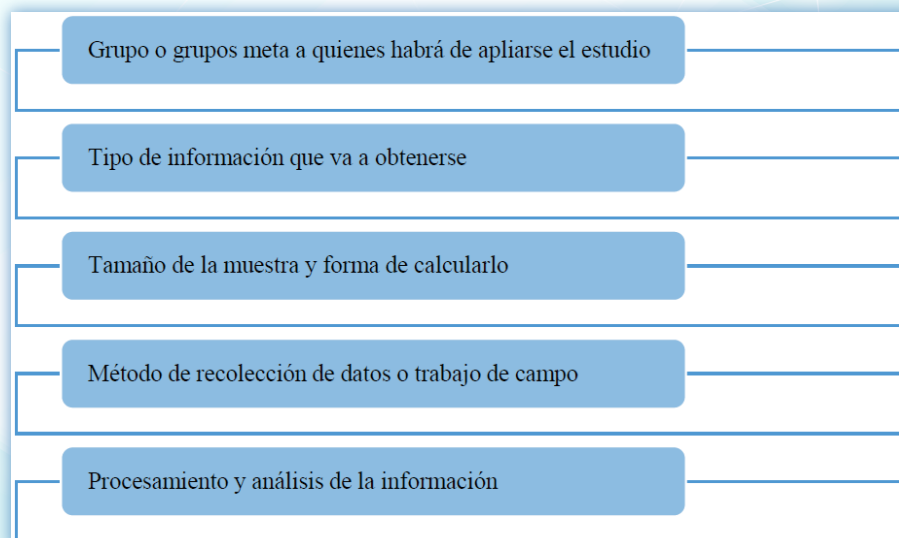 Grupo o grupos meta a quienes habrá de apliarse el estudio
Tipo de información que va a obtenerse
Tamaño de la muestra y forma de calcularlo
Método de recolección de datos o trabajo de campo
Procesamiento y análisis de la información